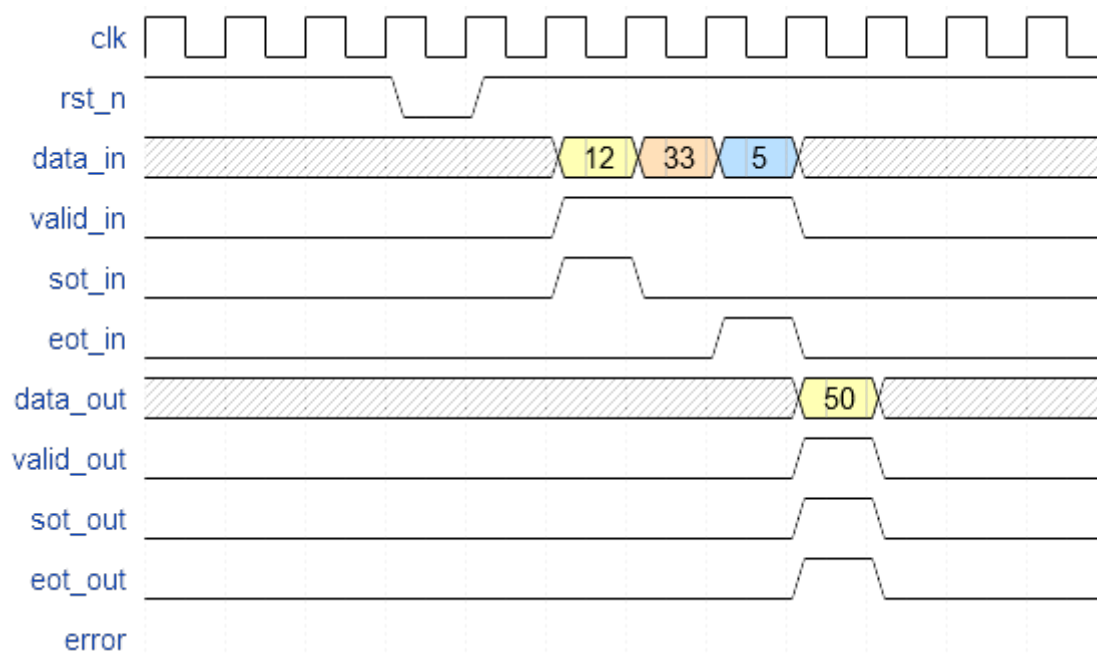 clk
rst_n
data_in 12 33 5
valid_in
sot_in
eot_in
data_out 50
valid_out
sot_out
eot_out
error